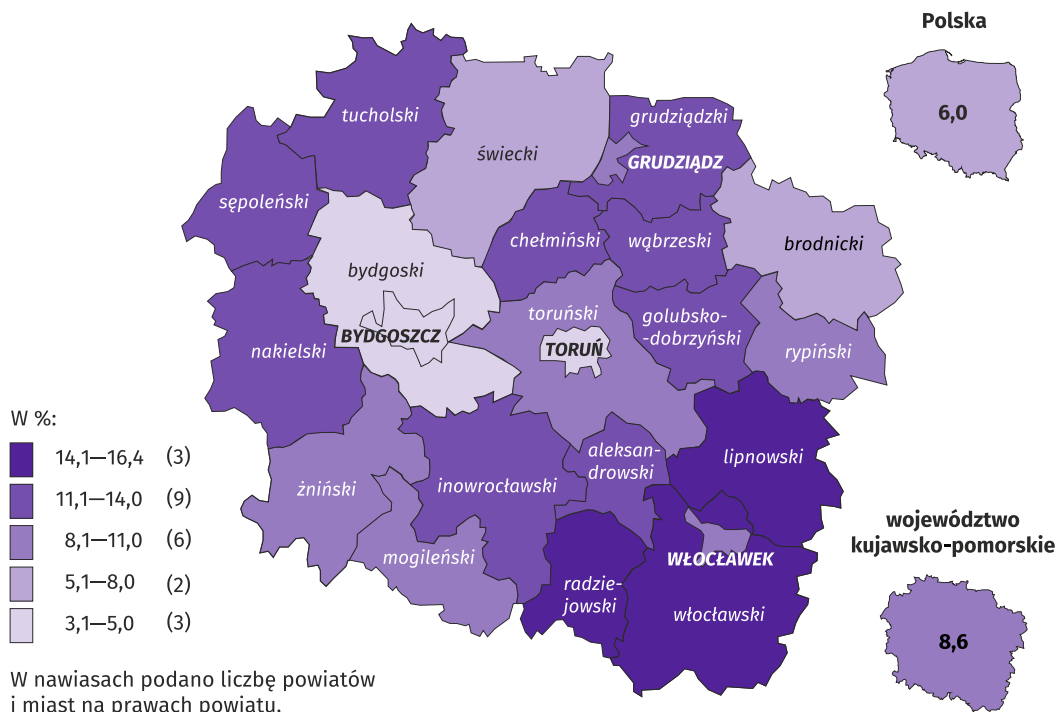 Polska
6,0
tucholski
grudziądzki
świecki
GRUDZIĄDZ
sępoleński
chełmiński
wąbrzeski
brodnicki
bydgoski
toruński
golubsko-
-dobrzyński
BYDGOSZCZ
TORUŃ
nakielski
rypiński
W %:
14,1—16,4 (3)
11,1—14,0 (9)
8,1—11,0 (6)
5,1—8,0 (2)
3,1—5,0 (3)
aleksan-
drowski
lipnowski
żniński
inowrocławski
mogileński
WŁOCŁAWEK
radzie-
jowski
włocławski
województwo
kujawsko-pomorskie
8,6
W nawiasach podano liczbę powiatów
i miast na prawach powiatu.